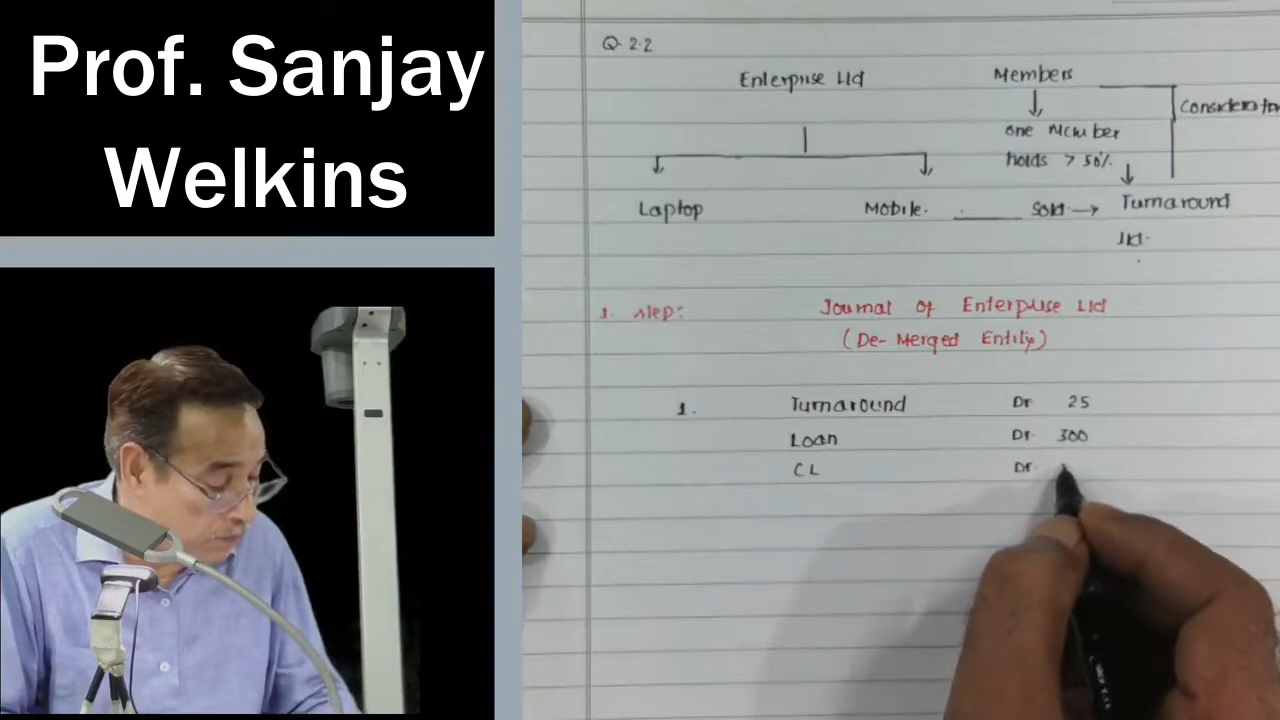 Prof. Sanjay
Welkins
Q. 2.2
Enterprise Ltd
Members
Consideration
one Member
holds > 50%.
Laptop
Mobile.
Sold →
Turnaround
Ltd.
1. step:
Journal of Enterprise Ltd
(De-Merged Entity)
1.
Turnaround Dr 25
Loan Dr. 300
CL Dr.